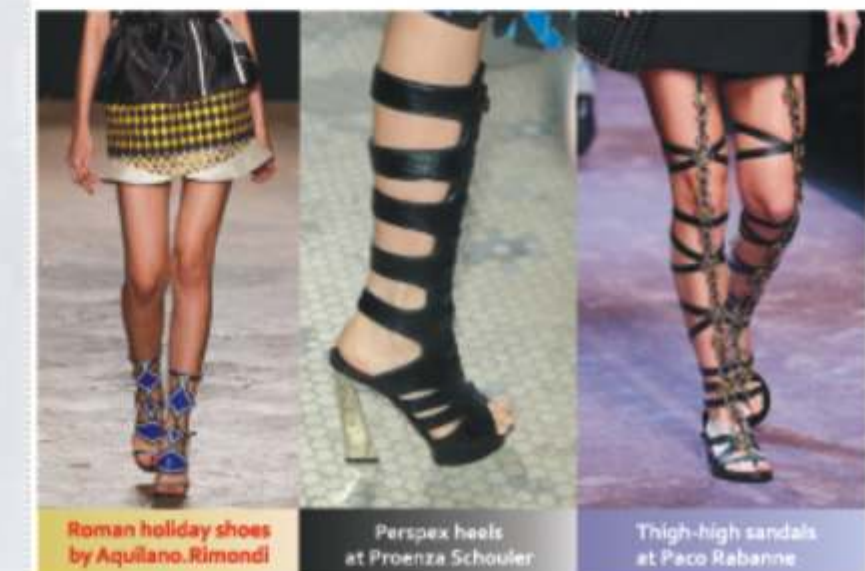 Roman holiday shoes
by Aquilano.Rimondi
Perspex heels
at Proenza Schouler
Thigh-high sandals
at Paco Rabanne